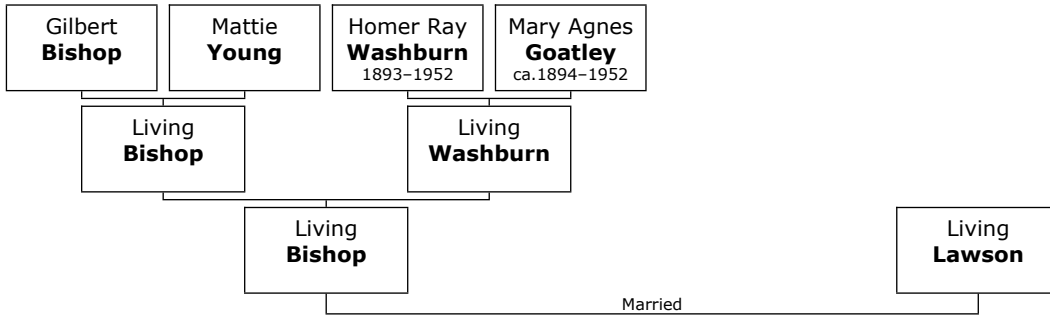 Gilbert
Bishop
Mattie
Young
Homer Ray
Washburn
1893–1952
Mary Agnes
Goatley
ca.1894–1952
Living
Bishop
Living
Washburn
Living
Bishop
Living
Lawson
Married